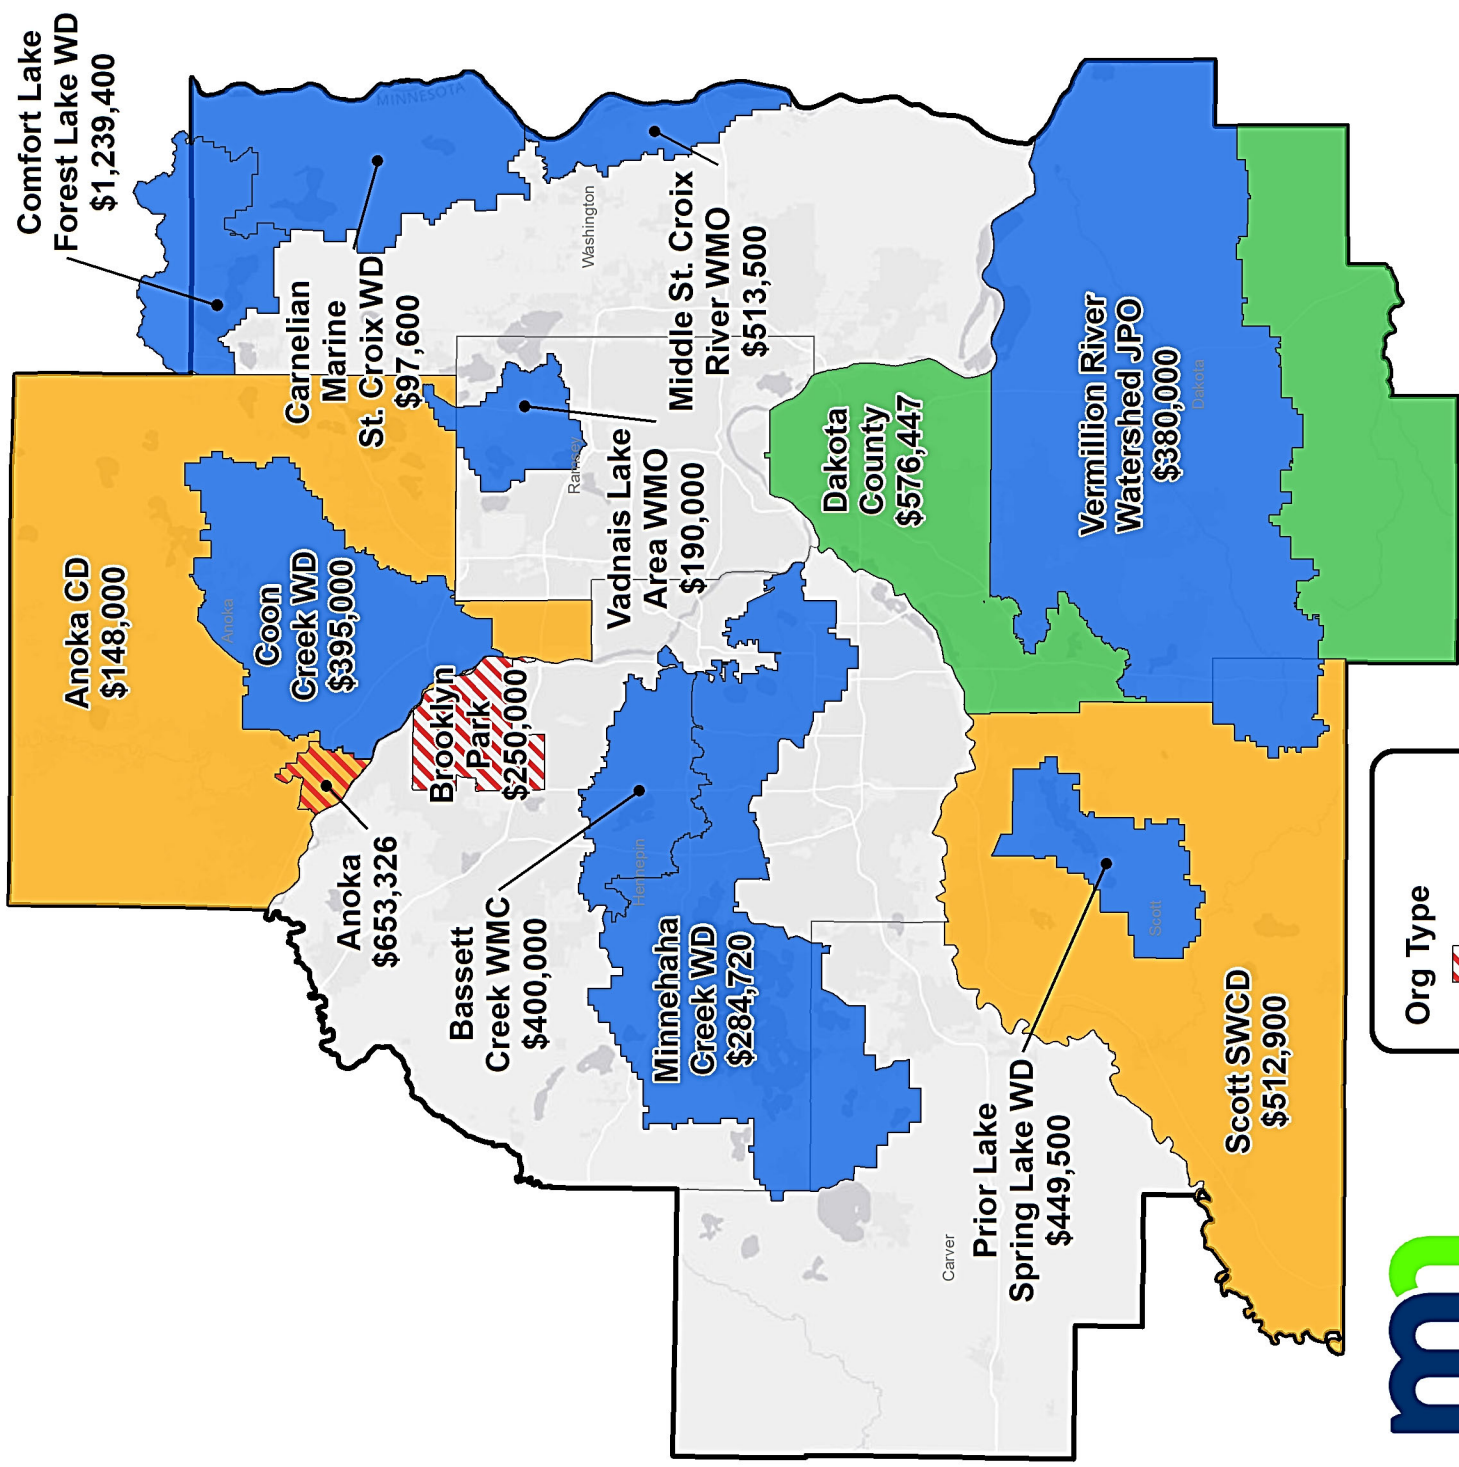 Comfort Lake
Forest Lake WD
$1,239,400
MINNESOTA
Carnelian
Marine
St. Croix WD
$97,600
Washington
Middle St. Croix
River WMO
$513,500
Anoka CD
$148,000
Anoka
Coon
Creek WD
$395,000
Ramsey
Vadnais Lake
Area WMO
$190,000
Brooklyn
Park
$250,000
Anoka
$653,326
Bassett
Creek WMC
$400,000
Hennepin
Minnehaha
Creek WD
$284,720
Dakota
County
$576,447
Vermillion River
Watershed JPO
$380,000
Dakota
Prior Lake
Spring Lake WD
$449,500
Carver
Scott
Scott SWCD
$512,900
Org Type
mn